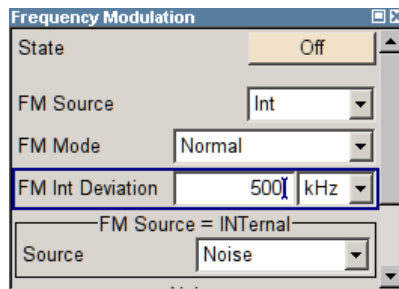 Frequency Modulation
State Off
FM Source Int
FM Mode Normal
FM Int Deviation 500 kHz
FM Source = INTernal
Source Noise